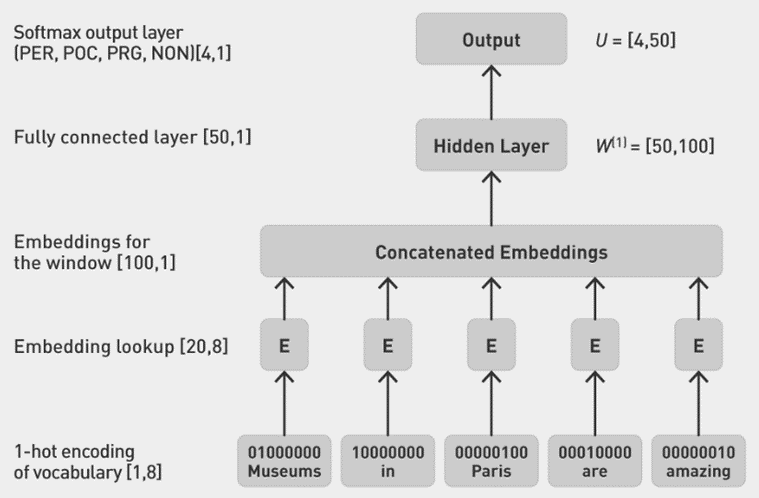 Softmax output layer
(PER, POC, PRG, NON)[4,1]
Output
U = [4,50]
Fully connected layer [50,1]
Hidden Layer
W(1) = [50,100]
Embeddings for
the window [100,1]
Concatenated Embeddings
Embedding lookup [20,8]
E E E E E
1-hot encoding
of vocabulary [1,8]
01000000
Museums
10000000
in
00000100
Paris
00010000
are
00000010
amazing